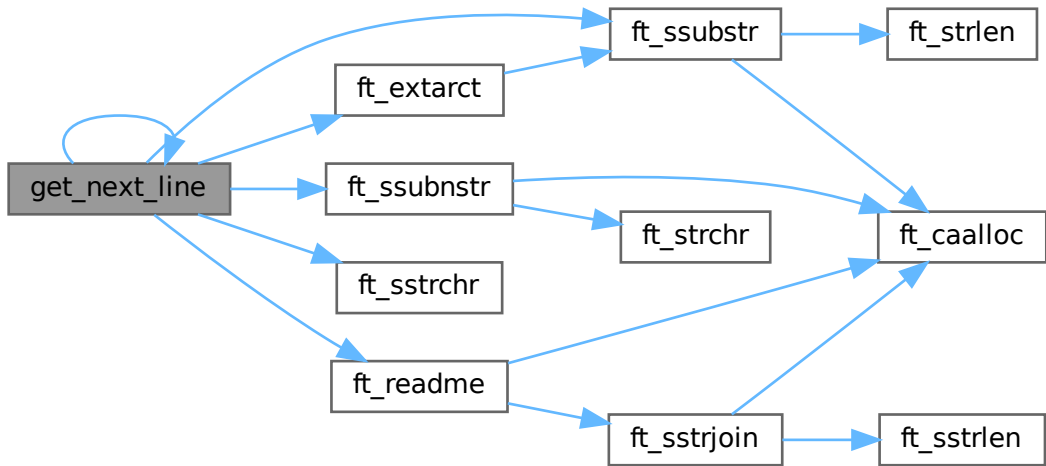 ft_ssubstr
ft_strlen
ft_extarct
get_next_line
ft_ssubnstr
ft_strchr
ft_caalloc
ft_sstrchr
ft_readme
ft_sstrjoin
ft_sstrlen